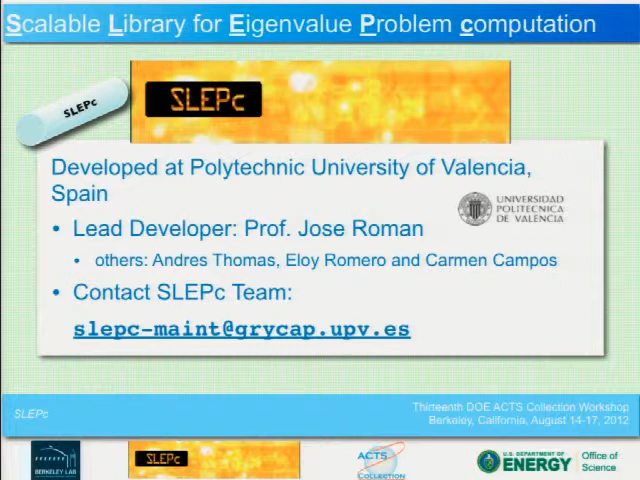 Scalable Library for Eigenvalue Problem computation
SLEPc
SLEPc
Developed at Polytechnic University of Valencia,
Spain
UNIVERSIDAD
POLITECNICA
DE VALENCIA
• Lead Developer: Prof. Jose Roman
• others: Andres Thomas, Eloy Romero and Carmen Campos
• Contact SLEPc Team:
slepc-maint@grycap.upv.es
SLEPc
Thirteenth DOE ACTS Collection Workshop
Berkeley, California, August 14-17, 2012
BERKELEY LAB
SLEPc
ACTS
COLLECTION
U.S. DEPARTMENT OF
ENERGY
Office of
Science